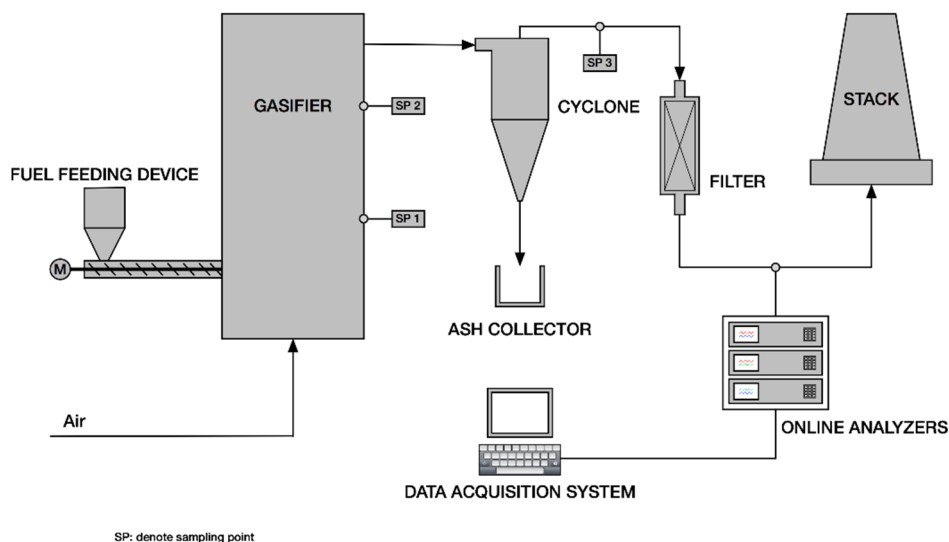 GASIFIER
SP 2
SP 1
FUEL FEEDING DEVICE
M
Air
SP 3
CYCLONE
ASH COLLECTOR
FILTER
STACK
ONLINE ANALYZERS
DATA ACQUISITION SYSTEM
SP: denote sampling point